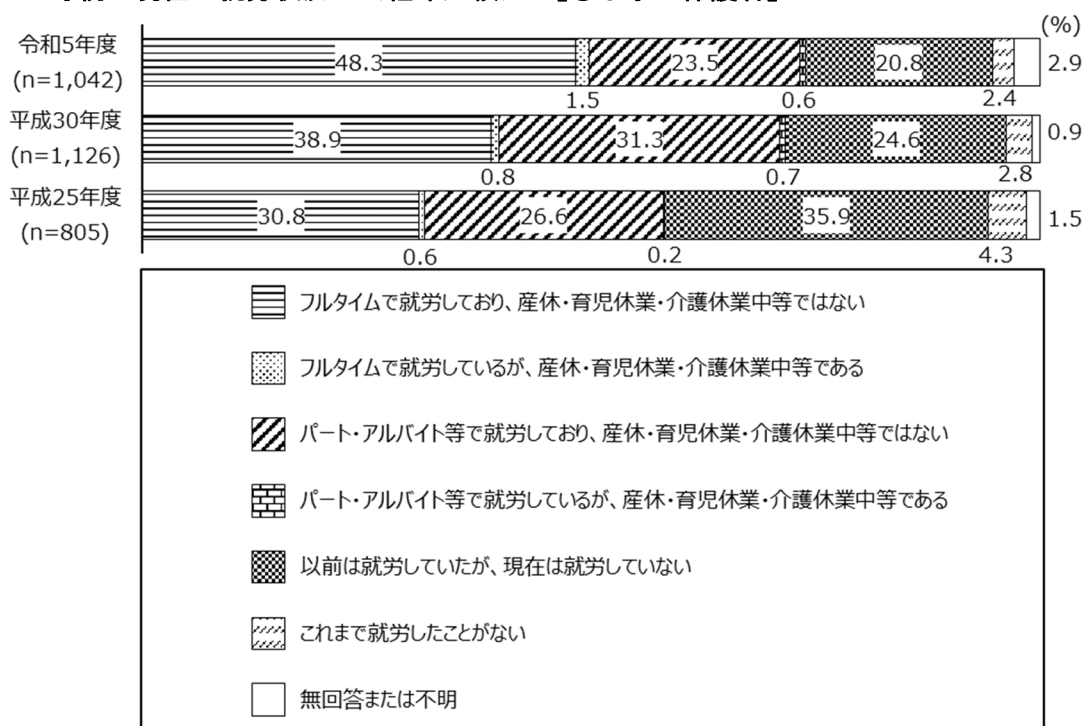 (%)
令和5年度
(n=1,042)
48.3
23.5
20.8
2.9
1.5
0.6
2.4
平成30年度
(n=1,126)
38.9
31.3
24.6
0.9
0.8
0.7
2.8
平成25年度
(n=805)
30.8
26.6
35.9
1.5
0.6
0.2
4.3
フルタイムで就労しており、産休・育児休業・介護休業中等ではない
フルタイムで就労しているが、産休・育児休業・介護休業中等である
パート・アルバイト等で就労しており、産休・育児休業・介護休業中等ではない
パート・アルバイト等で就労しているが、産休・育児休業・介護休業中等である
以前は就労していたが、現在は就労していない
これまで就労したことがない
無回答または不明